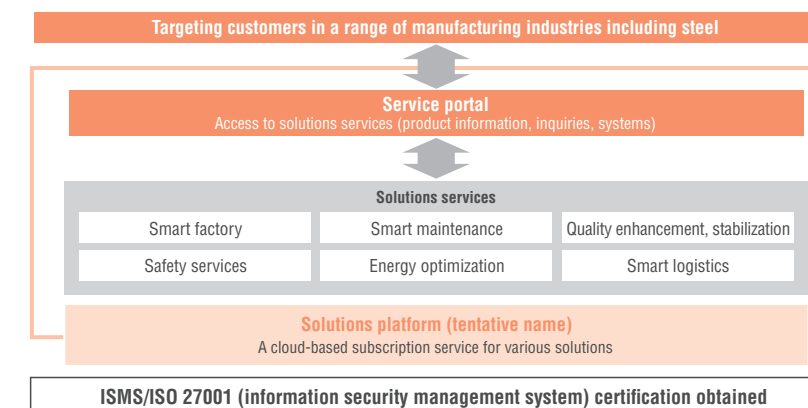 Targeting customers in a range of manufacturing industries including steel
Service portal
Access to solutions services (product information, inquiries, systems)
Solutions services
Smart factory
Smart maintenance
Quality enhancement, stabilization
Safety services
Energy optimization
Smart logistics
Solutions platform (tentative name)
A cloud-based subscription service for various solutions
ISMS/ISO 27001 (information security management system) certification obtained